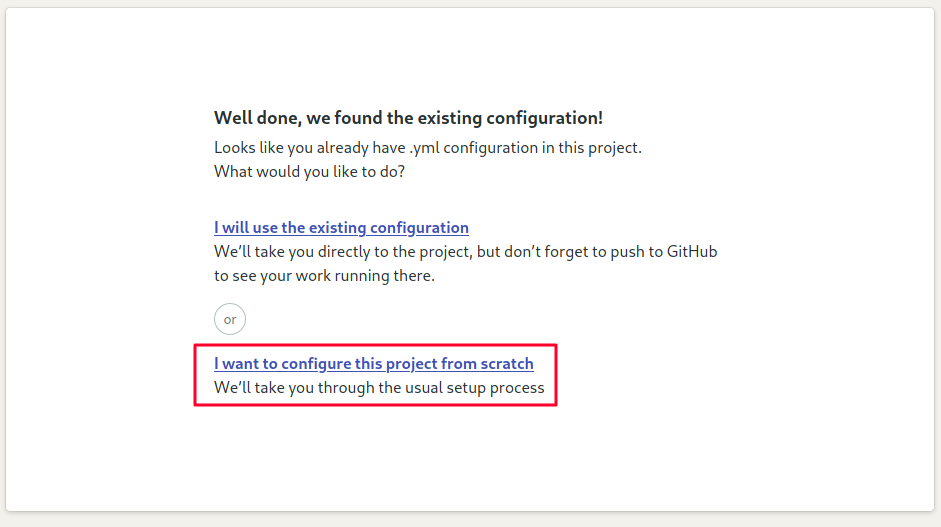 Well done, we found the existing configuration!
Looks like you already have .yml configuration in this project.
What would you like to do?
I will use the existing configuration
We’ll take you directly to the project, but don’t forget to push to GitHub
to see your work running there.
or
I want to configure this project from scratch
We’ll take you through the usual setup process